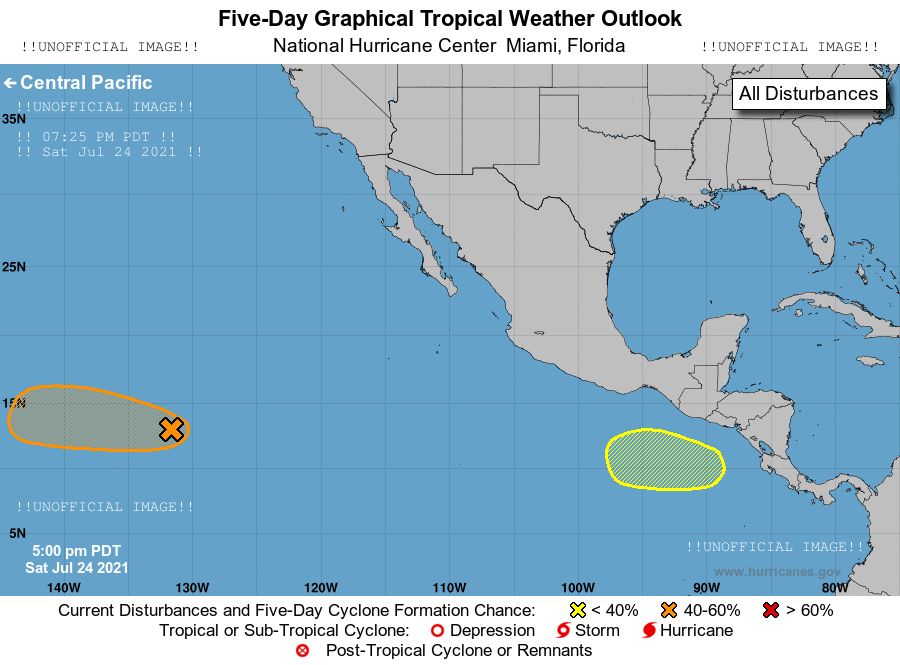 Five-Day Graphical Tropical Weather Outlook
!!UNOFFICIAL IMAGE!! National Hurricane Center Miami, Florida !!UNOFFICIAL IMAGE!!
← Central Pacific
All Disturbances
!!UNOFFICIAL IMAGE!!
35N
!! 07:25 PM PDT !!
!! Sat Jul 24 2021 !!
25N
15N
!!UNOFFICIAL IMAGE!!
5N
5:00 pm PDT
Sat Jul 24 2021
!!UNOFFICIAL IMAGE!!
www.hurricanes.gov
140W 130W 120W 110W 100W 90W 80W
Current Disturbances and Five-Day Cyclone Formation Chance: < 40% 40-60% > 60%
Tropical or Sub-Tropical Cyclone: Depression Storm Hurricane
Post-Tropical Cyclone or Remnants